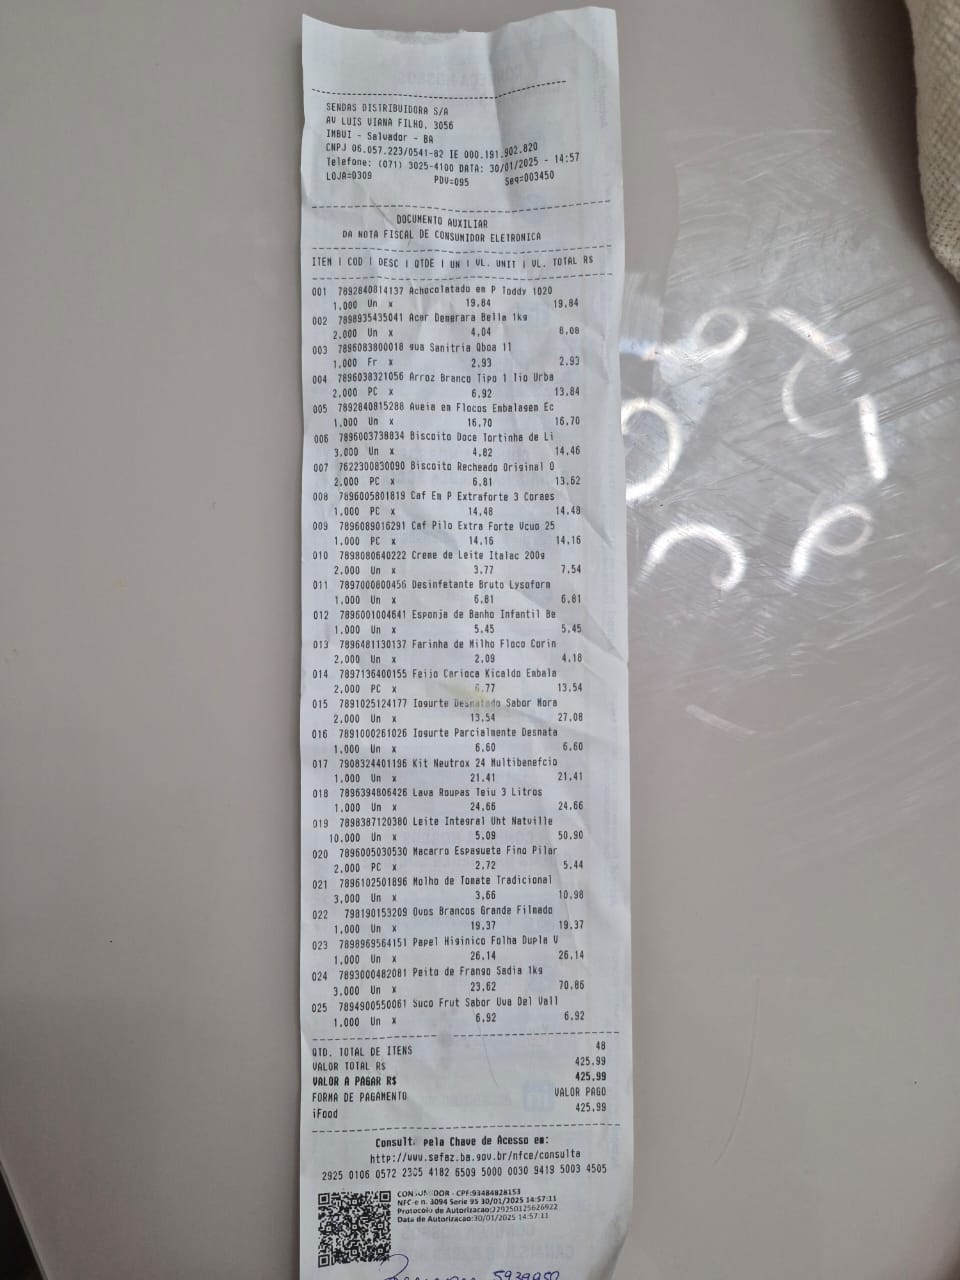 SENDAS DISTRIBUIDORA S/A
AV LUIS VIANA FILHO, 3056
IMBUI - Salvador - BA
CNPJ 06.057.223/0541-82 IE 000.191.902.820
Telefone: (071) 3025-4100 DATA: 30/01/2025 - 14:57
LOJA=0309 PDV=095 Seq=003450
DOCUMENTO AUXILIAR
DA NOTA FISCAL DE CONSUMIDOR ELETRONICA
ITEM | COD | DESC | QTDE | UN | VL. UNIT | VL. TOTAL R$
001 7892840814137 Achocolatado em P Toddy 1020
1,000 Un x 19,84 19,84
002 7898935435041 Acar Demerara Bella 1kg
2,000 Un x 4,04 8,08
003 7896083800018 gua Sanitria Qboa 1l
1,000 Fr x 2,93 2,93
004 7896038321056 Arroz Branco Tipo 1 Tio Urba
2,000 PC x 6,92 13,84
005 7892840815288 Aveia em Flocos Embalagem Ec
1,000 Un x 16,70 16,70
006 7896003738834 Biscoito Doce Tortinha de Li
3,000 Un x 4,82 14,46
007 7622300830090 Biscoito Recheado Original O
2,000 PC x 6,81 13,62
008 7896005801819 Caf Em P Extraforte 3 Coraes
1,000 PC x 14,48 14,48
009 7896089016291 Caf Pilo Extra Forte Vcuo 25
1,000 PC x 14,16 14,16
010 7898080640222 Creme de Leite Italac 200g
2,000 Un x 3,77 7,54
011 7897000800456 Desinfetante Bruto Lysoform
1,000 Un x 6,81 6,81
012 7896001004641 Esponja de Banho Infantil Be
1,000 Un x 5,45 5,45
013 7896481130137 Farinha de Milho Floco Corin
2,000 Un x 2,09 4,18
014 7897136400155 Feijo Carioca Kicaldo Embala
2,000 PC x 6,77 13,54
015 7891025124177 Iogurte Desnatado Sabor Mora
2,000 Un x 13,54 27,08
016 7891000261026 Iogurte Parcialmente Desnata
1,000 Un x 6,60 6,60
017 7908324401196 Kit Neutrox 24 Multibenefcio
1,000 Un x 21,41 21,41
018 7896394806426 Lava Roupas Teiu 3 Litros
1,000 Un x 24,66 24,66
019 7898387120380 Leite Integral Uht Natville
10,000 Un x 5,09 50,90
020 7896005030530 Macarro Espaguete Fino Pilar
2,000 PC x 2,72 5,44
021 7896102501896 Molho de Tomate Tradicional
3,000 Un x 3,66 10,98
022 798190153209 Ovos Brancos Grande Filmado
1,000 Un x 19,37 19,37
023 7898969564151 Papel Higinico Folha Dupla V
1,000 Un x 26,14 26,14
024 7893000482081 Peito de Frango Sadia 1kg
3,000 Un x 23,62 70,86
025 7894900550061 Suco Frut Sabor Uva Del Vall
1,000 Un x 6,92 6,92
QTD. TOTAL DE ITENS 48
VALOR TOTAL R$ 425,99
VALOR A PAGAR R$ 425,99
FORMA DE PAGAMENTO VALOR PAGO
iFood 425,99
Consult. pela Chave de Acesso em:
http://www.sefaz.ba.gov.br/nfce/consulta
2925 0106 0572 2305 4182 6509 5000 0030 9419 5003 4505
CONSUMIDOR - CPF:93484828153
NFC-e n. 3094 Serie 95 30/01/2025 14:57:11
Protocolo de Autorizacao:229250125626922
Data de Autorizacao:30/01/2025 14:57:11